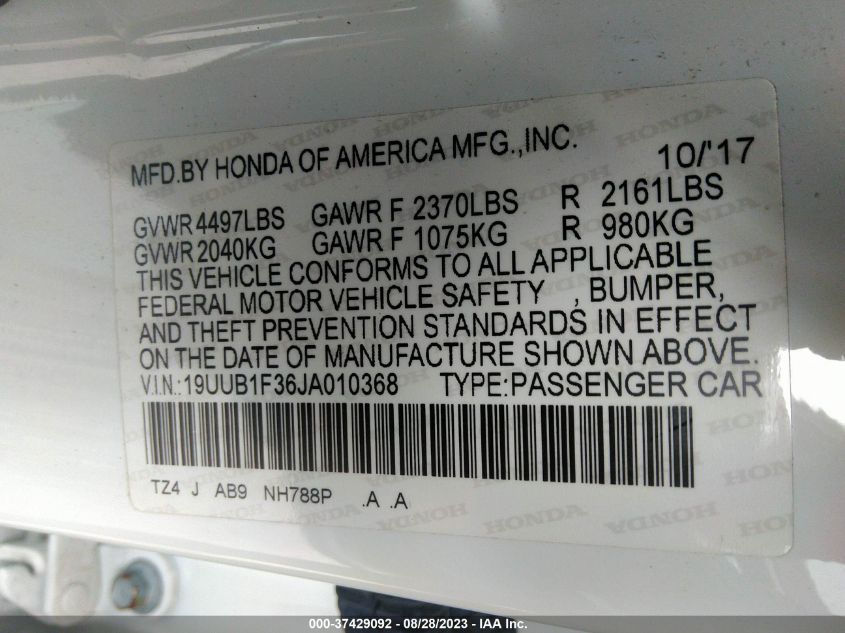 MFD.BY HONDA OF AMERICA MFG.,INC. 10/'17
GVWR 4497LBS GAWR F 2370LBS R 2161LBS
GVWR 2040KG GAWR F 1075KG R 980KG
THIS VEHICLE CONFORMS TO ALL APPLICABLE
FEDERAL MOTOR VEHICLE SAFETY , BUMPER,
AND THEFT PREVENTION STANDARDS IN EFFECT
ON THE DATE OF MANUFACTURE SHOWN ABOVE.
V.I.N.:19UUB1F36JA010368 TYPE:PASSENGER CAR
TZ4 J AB9 NH788P .A .A
000-37429092 - 08/28/2023 - IAA Inc.